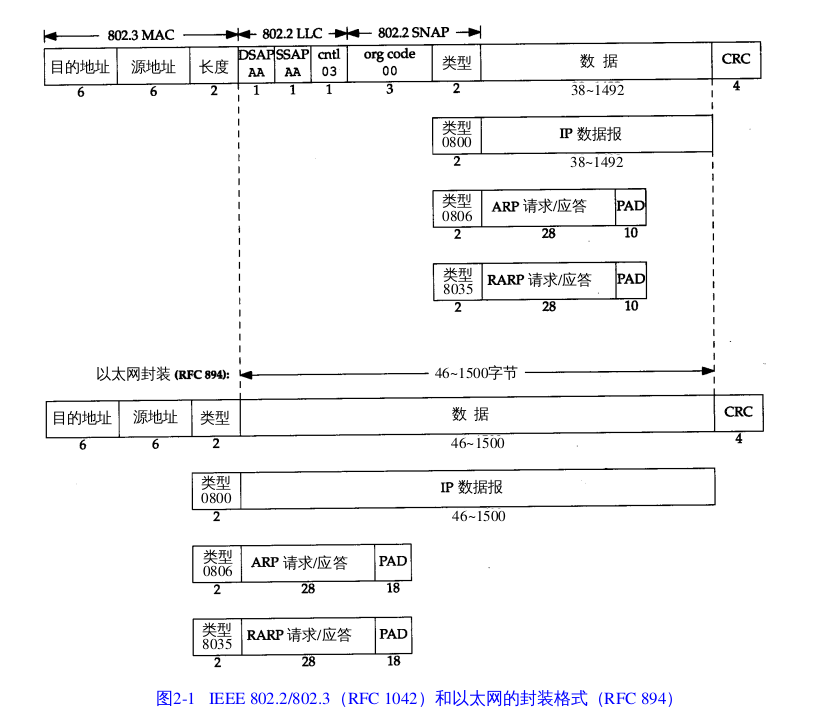 802.3 MAC 802.2 LLC 802.2 SNAP
目的地址 源地址 长度 DSAP AA SSAP AA cntl 03 org code 00 类型 数 据 CRC
6 6 2 1 1 1 3 2 38~1492 4
类型 0800 IP 数据报
2 38~1492
类型 0806 ARP 请求/应答 PAD
2 28 10
类型 8035 RARP 请求/应答 PAD
2 28 10
以太网封装 (RFC 894): 46~1500字节
目的地址 源地址 类型 数 据 CRC
6 6 2 46~1500 4
类型 0800 IP 数据报
2 46~1500
类型 0806 ARP 请求/应答 PAD
2 28 18
类型 8035 RARP 请求/应答 PAD
2 28 18
图2-1 IEEE 802.2/802.3（RFC 1042）和以太网的封装格式（RFC 894）